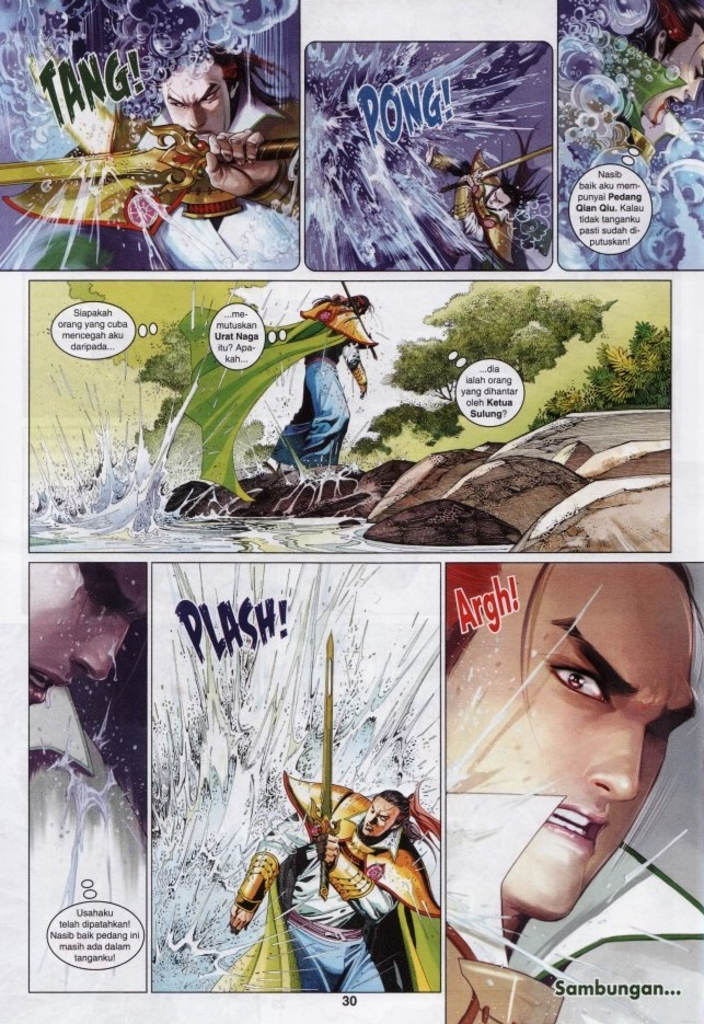 TANG!
PONG!
Nasib
baik aku mem-
punyai Pedang
Qian Qiu. Kalau
tidak tanganku
pasti sudah di-
putuskan!
Siapakah
orang yang cuba
mencegah aku
daripada...
...me-
mutuskan
Urat Naga
itu? Apa-
kah...
...dia
ialah orang
yang dihantar
oleh Ketua
Sulung?
Usahaku
telah dipatahkan!
Nasib baik pedang ini
masih ada dalam
tanganku!
PLASH!
Argh!
Sambungan...
30